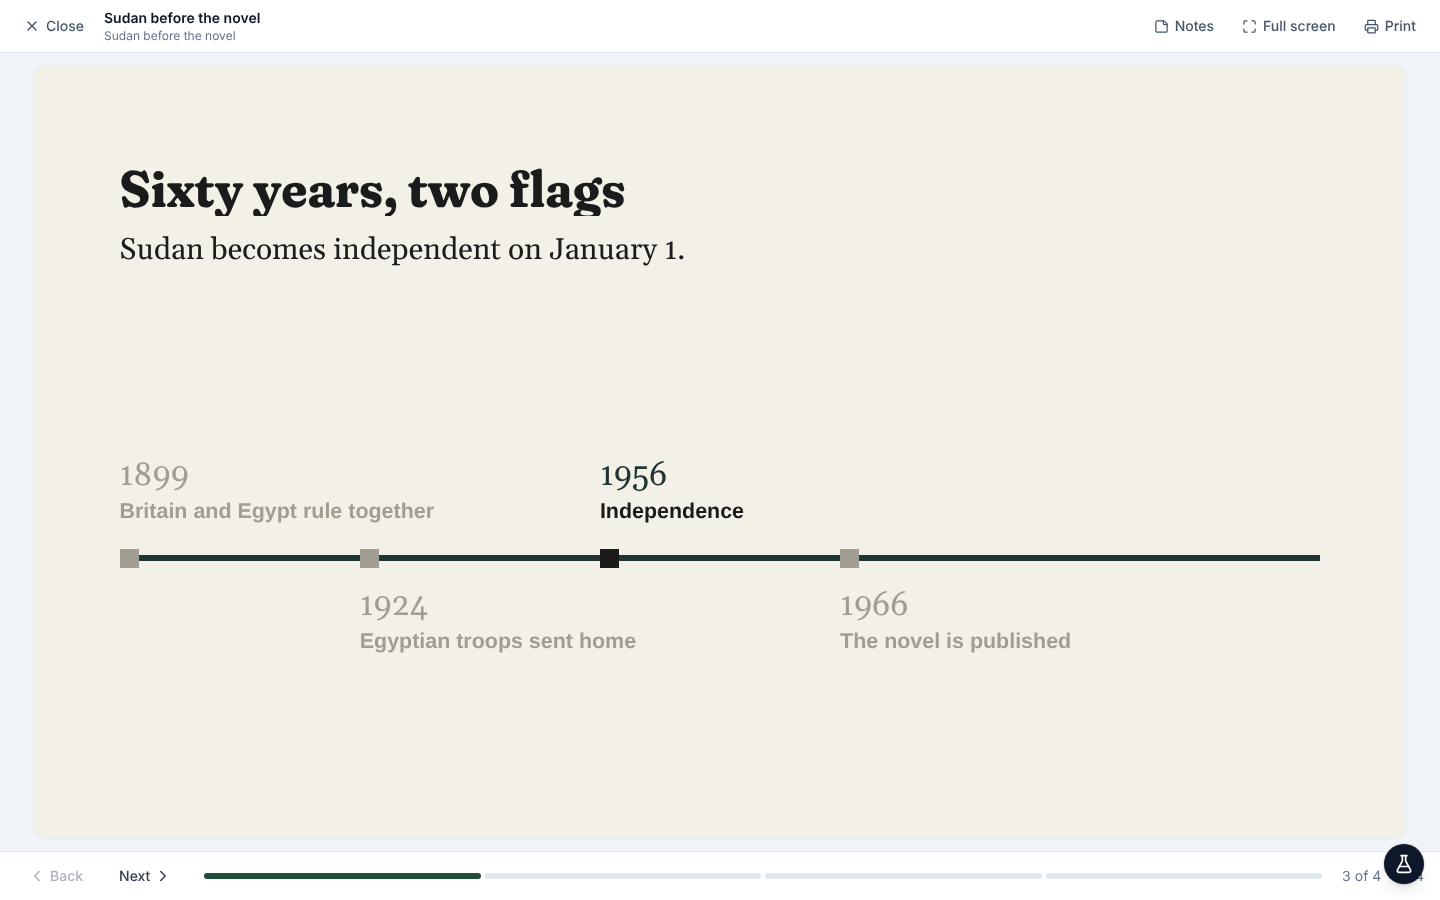 Close
Sudan before the novel
Sudan before the novel
Notes
Full screen
Print
Sixty years, two flags
Sudan becomes independent on January 1.
1899
Britain and Egypt rule together
1956
Independence
1924
Egyptian troops sent home
1966
The novel is published
Back
Next
3 of 4
4